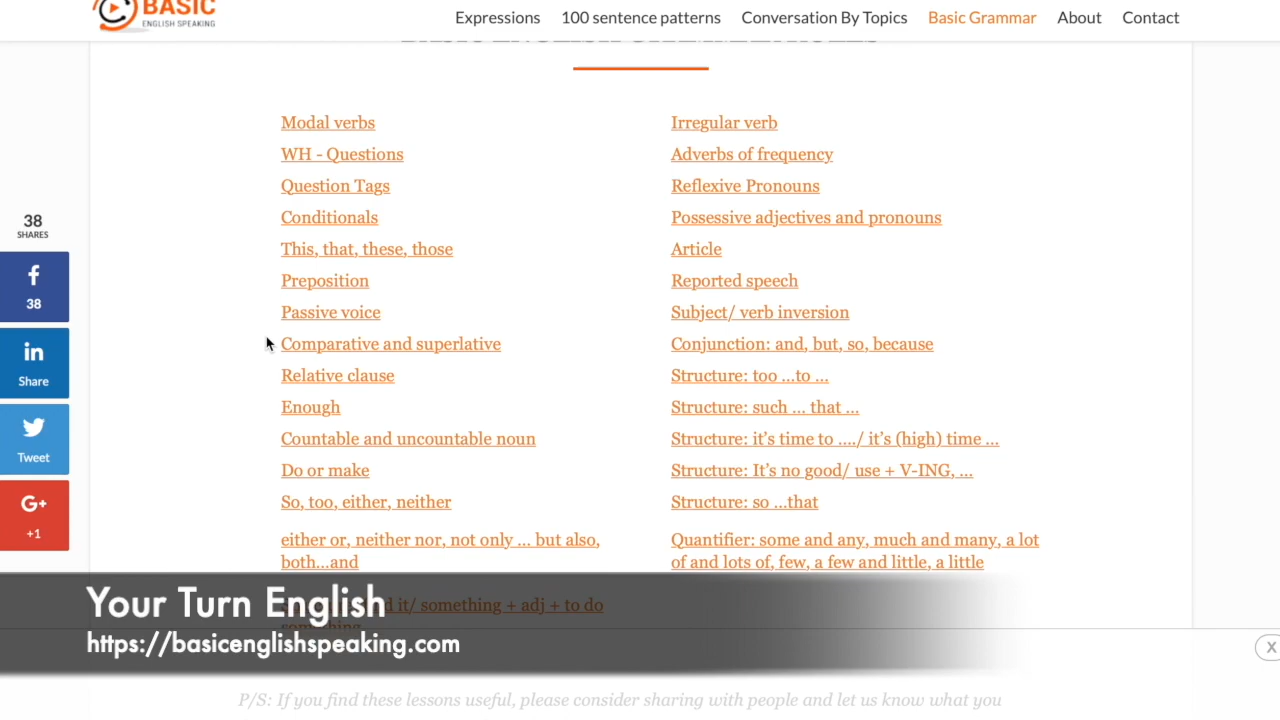 BASIC
ENGLISH SPEAKING
Expressions
100 sentence patterns
Conversation By Topics
Basic Grammar
About
Contact
38
SHARES
38
Share
Tweet
G+
+1
Modal verbs
WH - Questions
Question Tags
Conditionals
This, that, these, those
Preposition
Passive voice
Comparative and superlative
Relative clause
Enough
Countable and uncountable noun
Do or make
So, too, either, neither
either or, neither nor, not only ... but also,
both...and
it/ something + adj + to do
something
Irregular verb
Adverbs of frequency
Reflexive Pronouns
Possessive adjectives and pronouns
Article
Reported speech
Subject/ verb inversion
Conjunction: and, but, so, because
Structure: too ...to ...
Structure: such ... that ...
Structure: it's time to ..../ it's (high) time ...
Structure: It's no good/ use + V-ING, ...
Structure: so ...that
Quantifier: some and any, much and many, a lot
of and lots of, few, a few and little, a little
Your Turn English
https://basicenglishspeaking.com
X
P/S: If you find these lessons useful, please consider sharing with people and let us know what you